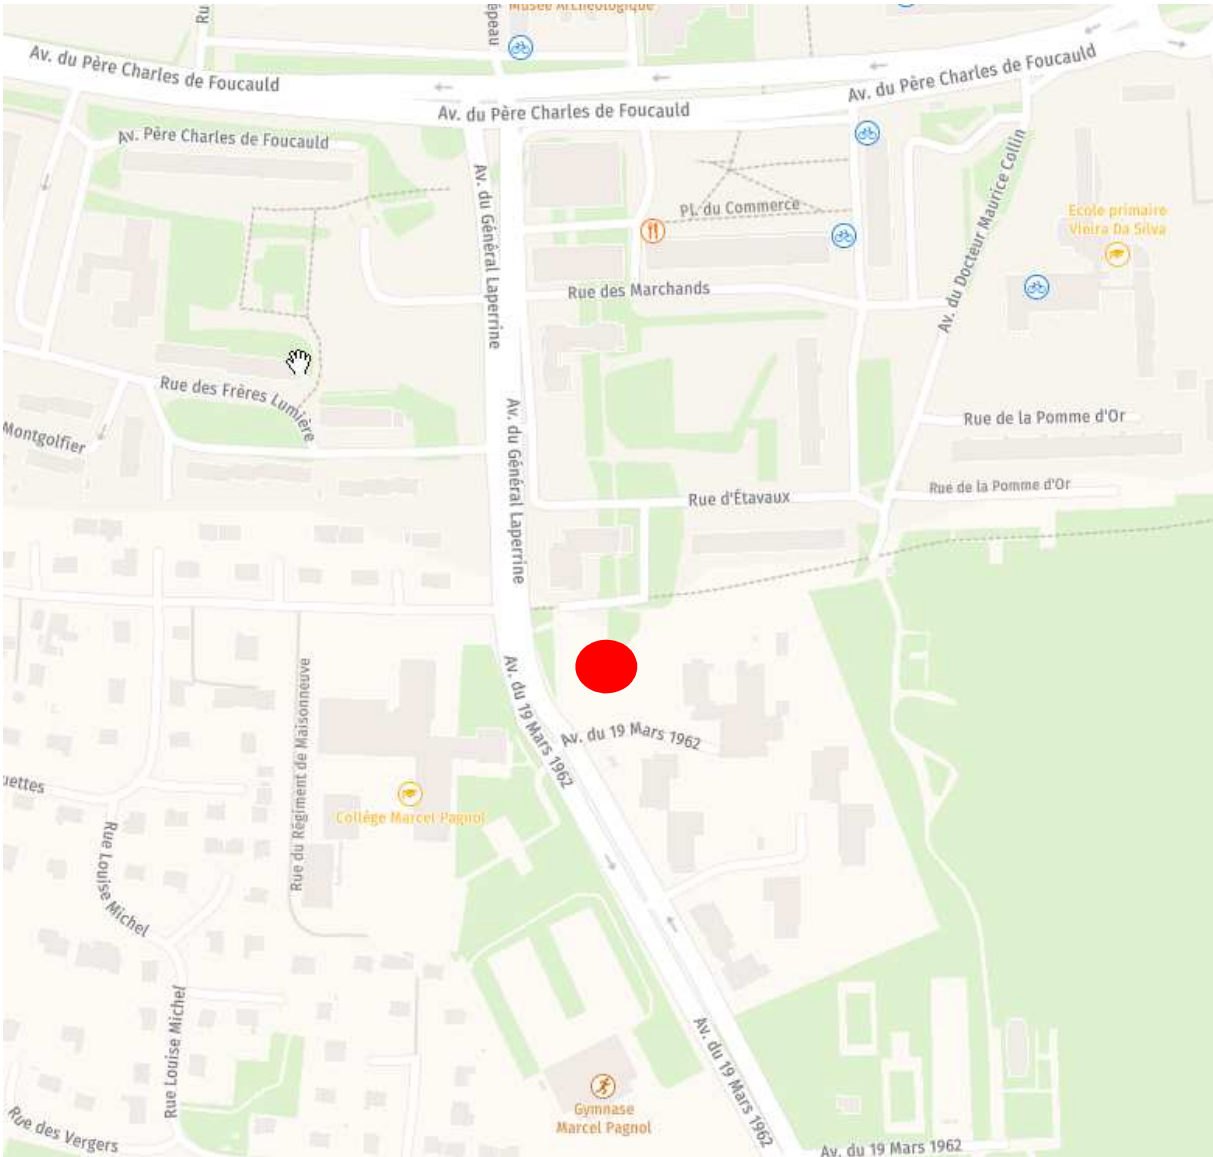 Ru
épeau
Musée Archéologique
Av. du Père Charles de Foucauld
Av. du Père Charles de Foucauld
Av. du Père Charles de Foucauld
Av. Père Charles de Foucauld
Av. du Général Laperrine
Pl. du Commerce
Av. du Docteur Maurice Collin
Ecole primaire
Vieira Da Silva
Rue des Marchands
Rue des Frères Lumière
Montgolfier
Av. du Général Laperrine
Rue de la Pomme d'Or
Rue d'Étavaux
Rue de la Pomme d'Or
Rue du Régiment de Maisonneuve
Av. du 19 Mars 1962
Av. du 19 Mars 1962
uettes
Collège Marcel Pagnol
Rue Louise Michel
Rue Louise Michel
Av. du 19 Mars 1962
Gymnase
Marcel Pagnol
Rue des Vergers
Av. du 19 Mars 1962